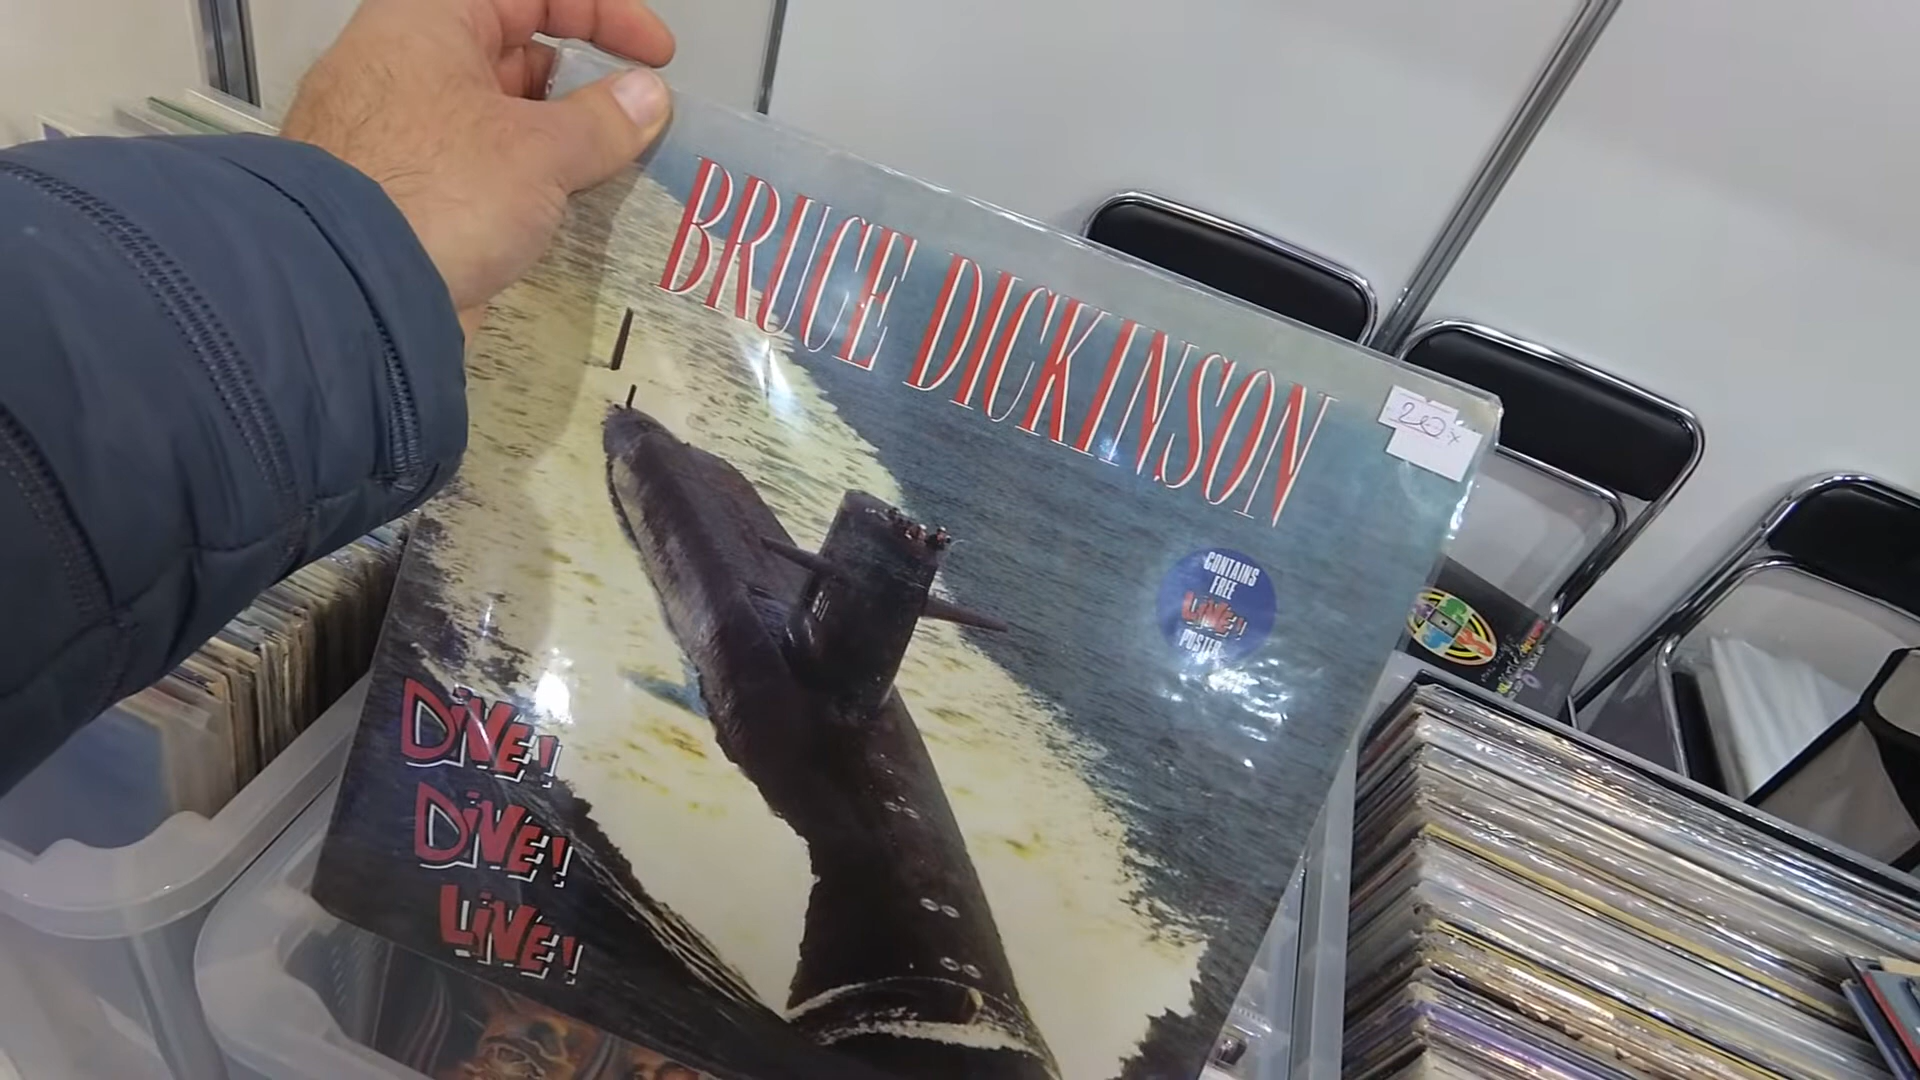 BRUCE DICKINSON
CONTAINS
FREE
LiVE!
POSTER
DiVE!
DiVE!
LiVE!